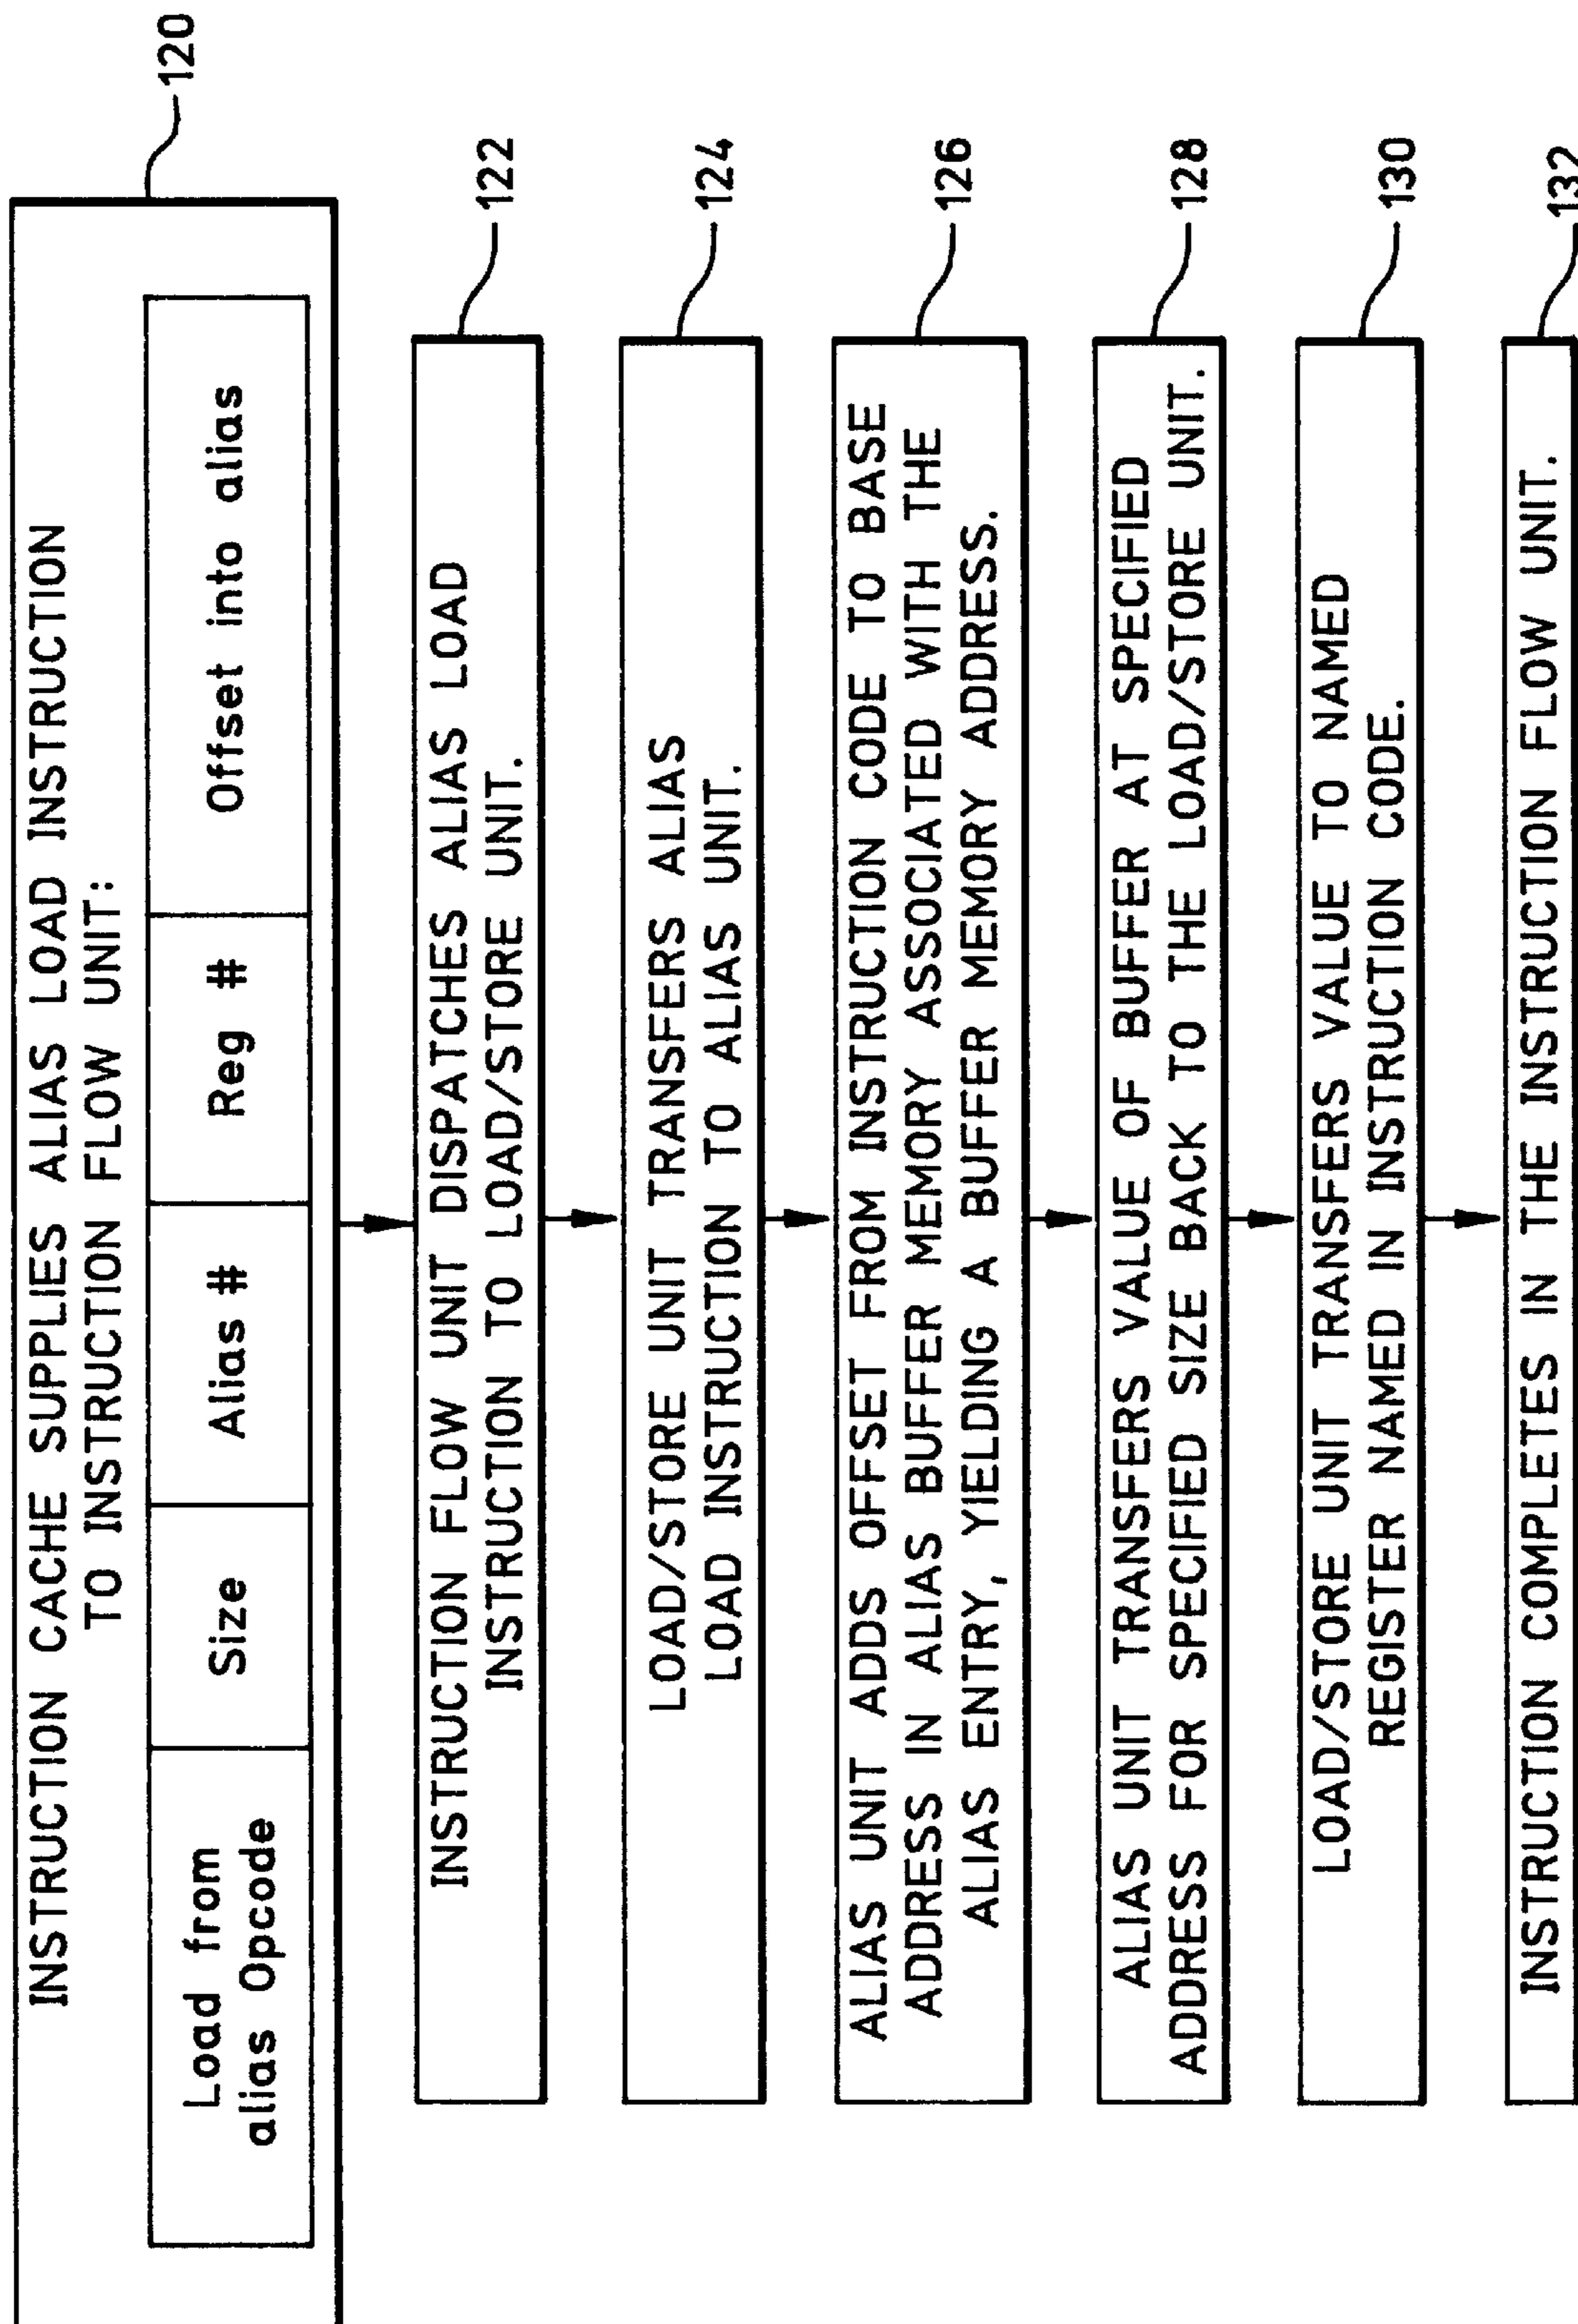 INSTRUCTION CACHE SUPPLIES ALIAS LOAD INSTRUCTION
TO INSTRUCTION FLOW UNIT:
Load from
alias Opcode
Size
Alias #
Reg #
Offset into alias
120
INSTRUCTION FLOW UNIT DISPATCHES ALIAS LOAD
INSTRUCTION TO LOAD/STORE UNIT.
122
LOAD/STORE UNIT TRANSFERS ALIAS
LOAD INSTRUCTION TO ALIAS UNIT.
124
ALIAS UNIT ADDS OFFSET FROM INSTRUCTION CODE TO BASE
ADDRESS IN ALIAS BUFFER MEMORY ASSOCIATED WITH THE
ALIAS ENTRY, YIELDING A BUFFER MEMORY ADDRESS.
126
ALIAS UNIT TRANSFERS VALUE OF BUFFER AT SPECIFIED
ADDRESS FOR SPECIFIED SIZE BACK TO THE LOAD/STORE UNIT.
128
LOAD/STORE UNIT TRANSFERS VALUE TO NAMED
REGISTER NAMED IN INSTRUCTION CODE.
130
INSTRUCTION COMPLETES IN THE INSTRUCTION FLOW UNIT.
132